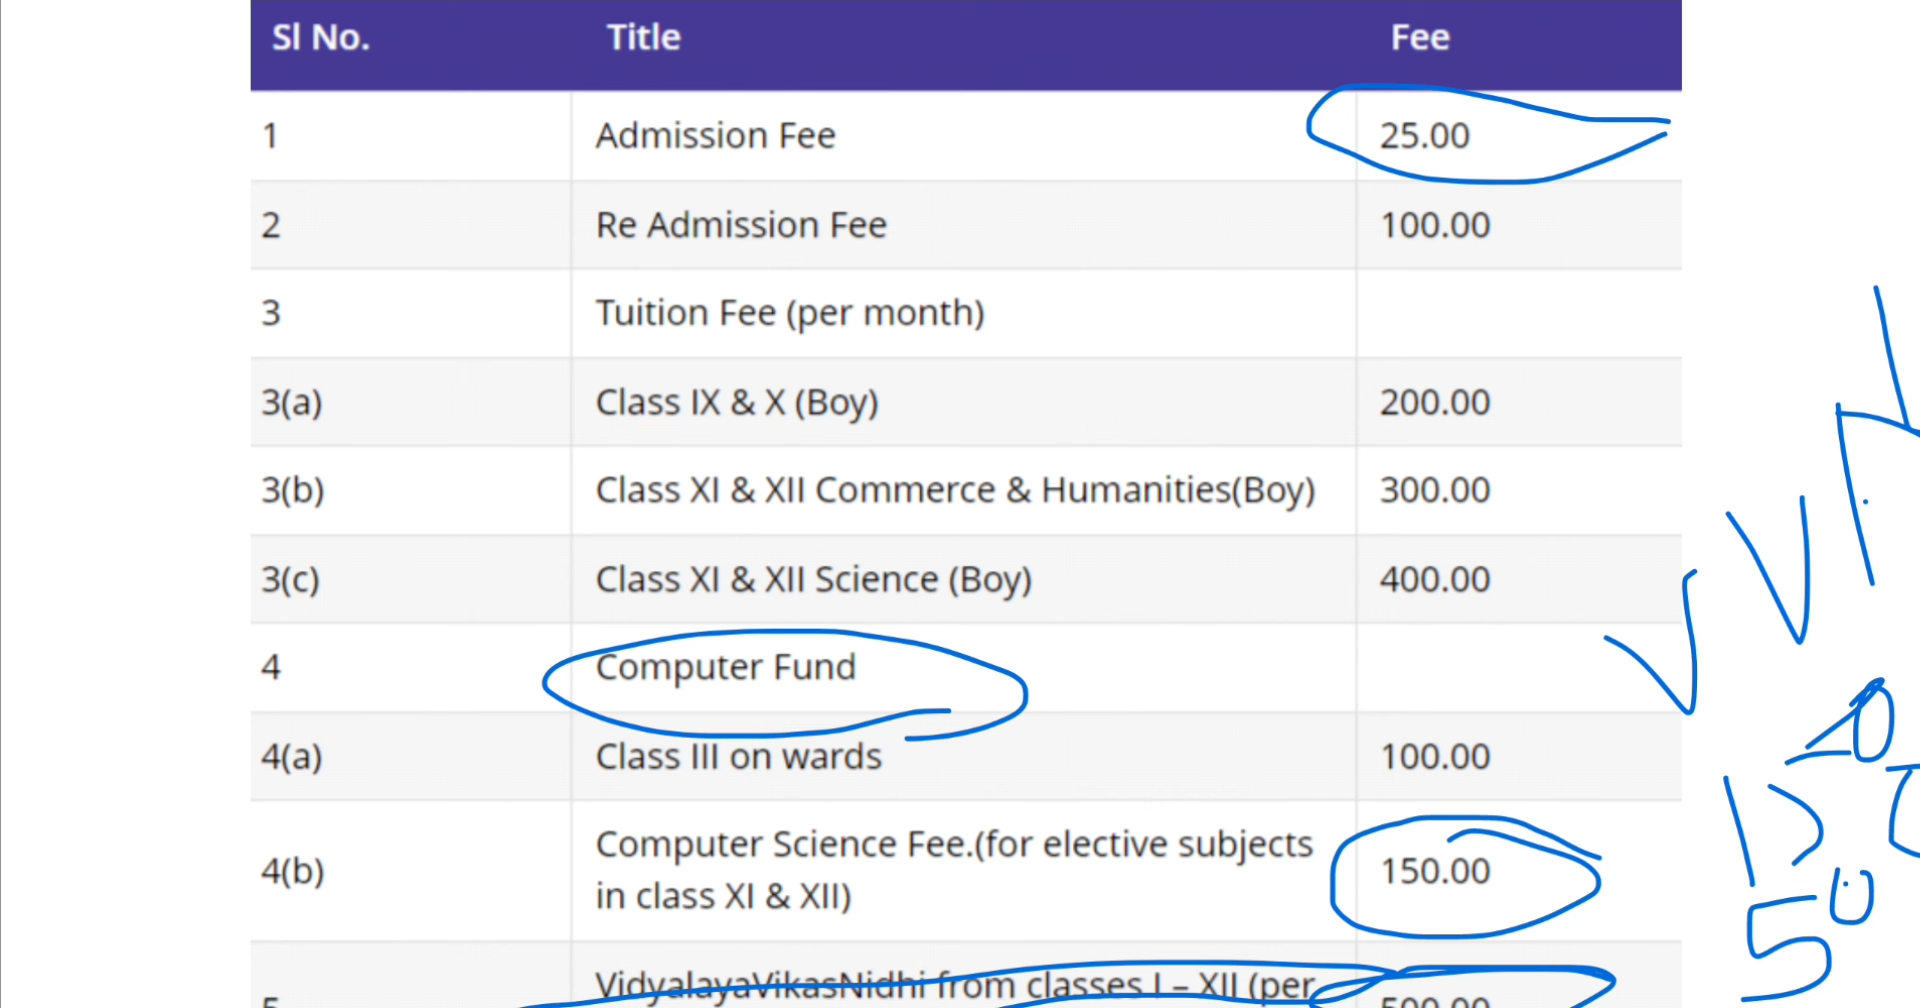 Sl No. Title Fee
1 Admission Fee 25.00
2 Re Admission Fee 100.00
3 Tuition Fee (per month)
3(a) Class IX & X (Boy) 200.00
3(b) Class XI & XII Commerce & Humanities(Boy) 300.00
3(c) Class XI & XII Science (Boy) 400.00
4 Computer Fund
4(a) Class III on wards 100.00
Computer Science Fee.(for elective subjects
4(b) 150.00
in class XI & XII)
VidyalayaVikasNidhi from classes I – XII (per
5 500.00
50